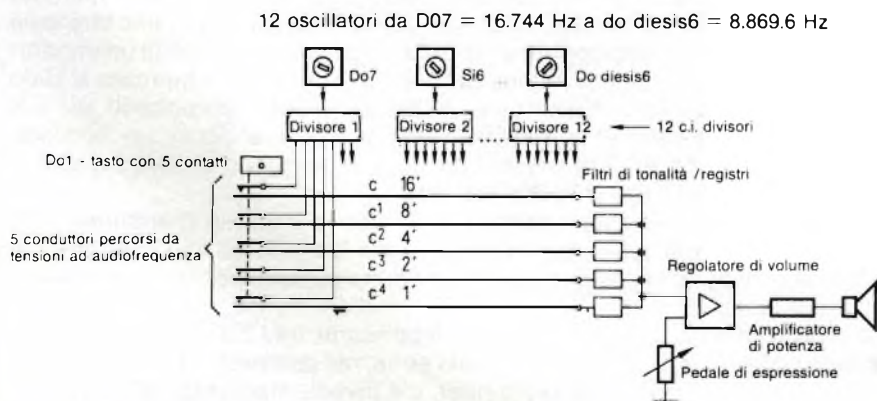 12 oscillatori da D07 = 16.744 Hz a do diesis6 = 8.869.6 Hz
Do7
Si6
Do diesis6
Divisore 1
Divisore 2
Divisore 12
12 c.i. divisori
Do1 - tasto con 5 contatti
Filtri di tonalità /registri
c 16′
c1 8′
c2 4′
c3 2′
c4 1′
5 conduttori percorsi da
tensioni ad audiofrequenza
Regolatore di volume
Amplificatore
di potenza
Pedale di espressione